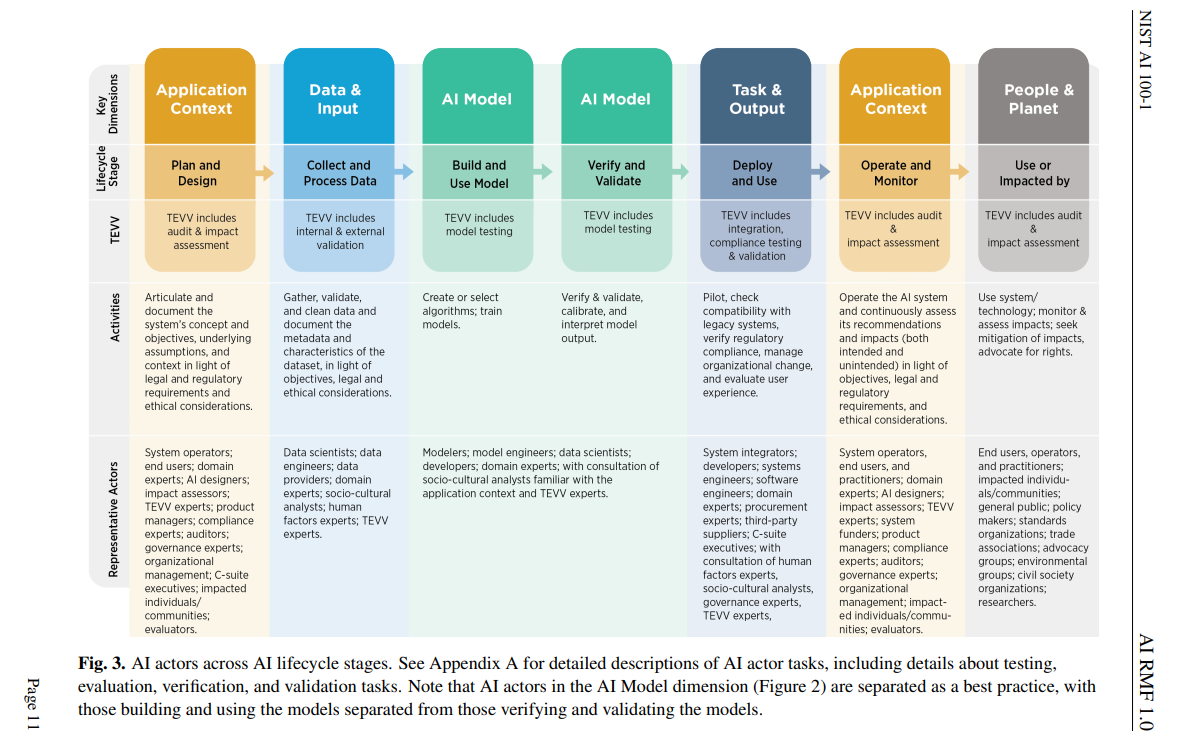 NIST AI 100-1
Key
Dimensions
Application
Context
Data &
Input
AI Model
AI Model
Task &
Output
Application
Context
People &
Planet
Lifecycle
Stage
Plan and
Design
Collect and
Process Data
Build and
Use Model
Verify and
Validate
Deploy
and Use
Operate and
Monitor
Use or
Impacted by
TEVV
TEVV includes
audit & impact
assessment
TEVV includes
internal & external
validation
TEVV includes
model testing
TEVV includes
model testing
TEVV includes
integration,
compliance testing
& validation
TEVV includes audit
&
impact assessment
TEVV includes audit
&
impact assessment
Activities
Articulate and
document the
system's concept and
objectives, underlying
assumptions, and
context in light of
legal and regulatory
requirements and
ethical considerations.
Gather, validate,
and clean data and
document the
metadata and
characteristics of the
dataset, in light of
objectives, legal and
ethical considerations.
Create or select
algorithms; train
models.
Verify & validate,
calibrate, and
interpret model
output.
Pilot, check
compatibility with
legacy systems,
verify regulatory
compliance, manage
organizational change,
and evaluate user
experience.
Operate the AI system
and continuously assess
its recommendations
and impacts (both
intended and
unintended) in light of
objectives, legal and
regulatory
requirements, and
ethical considerations.
Use system/
technology; monitor &
assess impacts; seek
mitigation of impacts,
advocate for rights.
Representative Actors
System operators;
end users; domain
experts; AI designers;
impact assessors;
TEVV experts; product
managers; compliance
experts; auditors;
governance experts;
organizational
management; C-suite
executives; impacted
individuals/
communities;
evaluators.
Data scientists; data
engineers; data
providers; domain
experts; socio-cultural
analysts; human
factors experts; TEVV
experts.
Modelers; model engineers; data scientists;
developers; domain experts; with consultation of
socio-cultural analysts familiar with the
application context and TEVV experts.
System integrators;
developers; systems
engineers; software
engineers; domain
experts; procurement
experts; third-party
suppliers; C-suite
executives; with
consultation of human
factors experts,
socio-cultural analysts,
governance experts,
TEVV experts,
System operators,
end users, and
practitioners; domain
experts; AI designers;
impact assessors; TEVV
experts; system
funders; product
managers; compliance
experts; auditors;
governance experts;
organizational
management; impact-
ed individuals/commu-
nities; evaluators.
End users, operators,
and practitioners;
impacted individu-
als/communities;
general public; policy
makers; standards
organizations; trade
associations; advocacy
groups; environmental
groups; civil society
organizations;
researchers.
Fig. 3. AI actors across AI lifecycle stages. See Appendix A for detailed descriptions of AI actor tasks, including details about testing,
evaluation, verification, and validation tasks. Note that AI actors in the AI Model dimension (Figure 2) are separated as a best practice, with
those building and using the models separated from those verifying and validating the models.
Page 11
AI RMF 1.0